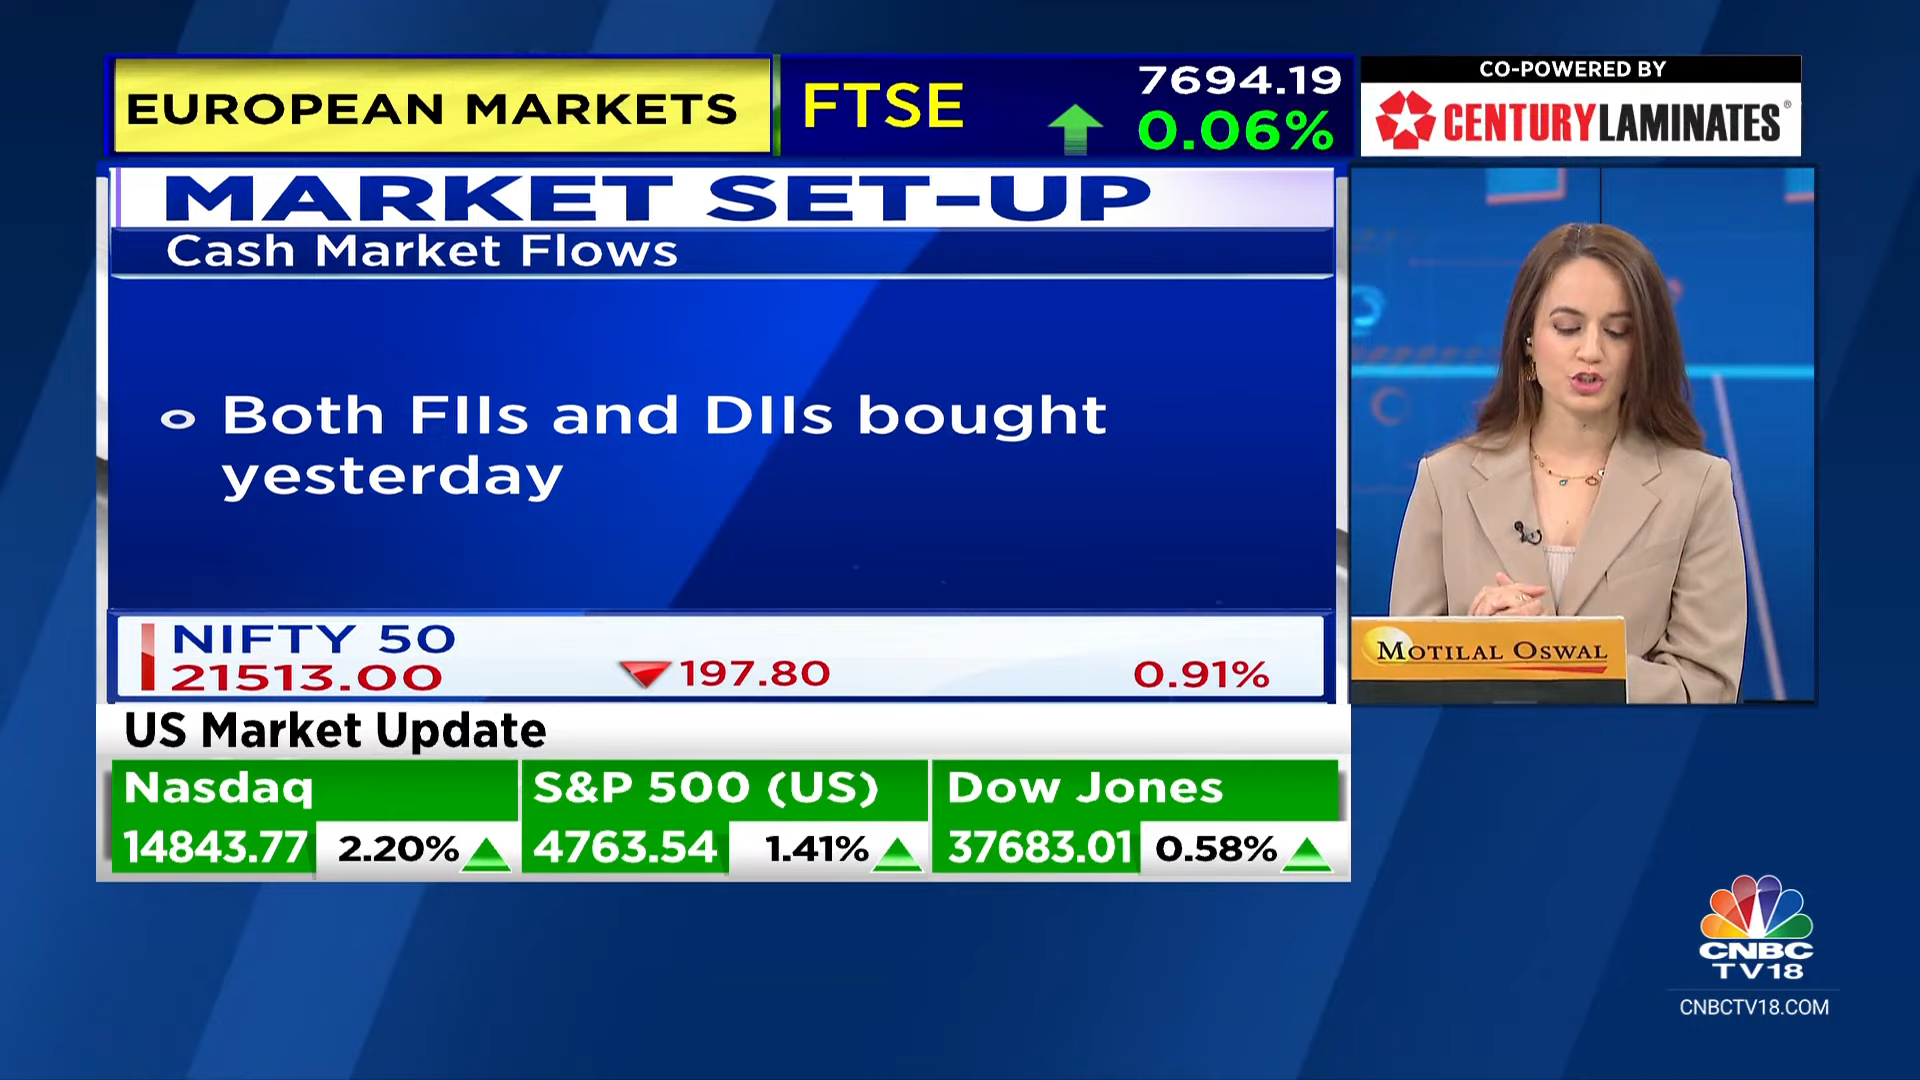 EUROPEAN MARKETS
FTSE
7694.19
0.06%
CO-POWERED BY
CENTURYLAMINATES®
MARKET SET-UP
Cash Market Flows
Both FIIs and DIIs bought
yesterday
NIFTY 50
21513.00
197.80
0.91%
MOTILAL OSWAL
US Market Update
Nasdaq
14843.77
2.20%
S&P 500 (US)
4763.54
1.41%
Dow Jones
37683.01
0.58%
CNBC
TV18
CNBCTV18.COM